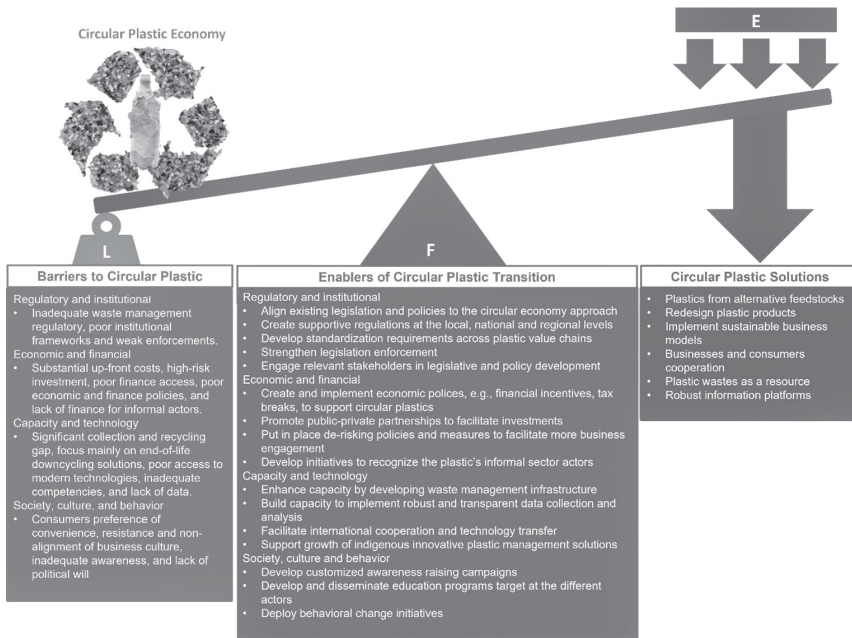 Circular Plastic Economy
E
L
F
Barriers to Circular Plastic
Regulatory and institutional
• Inadequate waste management
regulatory, poor institutional
frameworks and weak enforcements.
Economic and financial
• Substantial up-front costs, high-risk
investment, poor finance access, poor
economic and finance policies, and
lack of finance for informal actors.
Capacity and technology
• Significant collection and recycling
gap, focus mainly on end-of-life
downcycling solutions, poor access to
modern technologies, inadequate
competencies, and lack of data.
Society, culture, and behavior
• Consumers preference of
convenience, resistance and non-
alignment of business culture,
inadequate awareness, and lack of
political will
Enablers of Circular Plastic Transition
Regulatory and institutional
• Align existing legislation and policies to the circular economy approach
• Create supportive regulations at the local, national and regional levels
• Develop standardization requirements across plastic value chains
• Strengthen legislation enforcement
• Engage relevant stakeholders in legislative and policy development
Economic and financial
• Create and implement economic polices, e.g., financial incentives, tax
breaks, to support circular plastics
• Promote public-private partnerships to facilitate investments
• Put in place de-risking policies and measures to facilitate more business
engagement
• Develop initiatives to recognize the plastic's informal sector actors
Capacity and technology
• Enhance capacity by developing waste management infrastructure
• Build capacity to implement robust and transparent data collection and
analysis
• Facilitate international cooperation and technology transfer
• Support growth of indigenous innovative plastic management solutions
Society, culture and behavior
• Develop customized awareness raising campaigns
• Develop and disseminate education programs target at the different
actors
• Deploy behavioral change initiatives
Circular Plastic Solutions
• Plastics from alternative feedstocks
• Redesign plastic products
• Implement sustainable business
models
• Businesses and consumers
cooperation
• Plastic wastes as a resource
• Robust information platforms